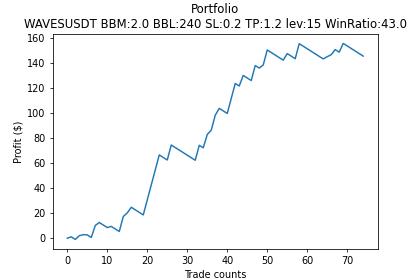 Portfolio
WAVESUSDT BBM:2.0 BBL:240 SL:0.2 TP:1.2 lev:15 WinRatio:43.0
160
140
120
100
80
60
40
20
0
Profit ($)
0 10 20 30 40 50 60 70
Trade counts